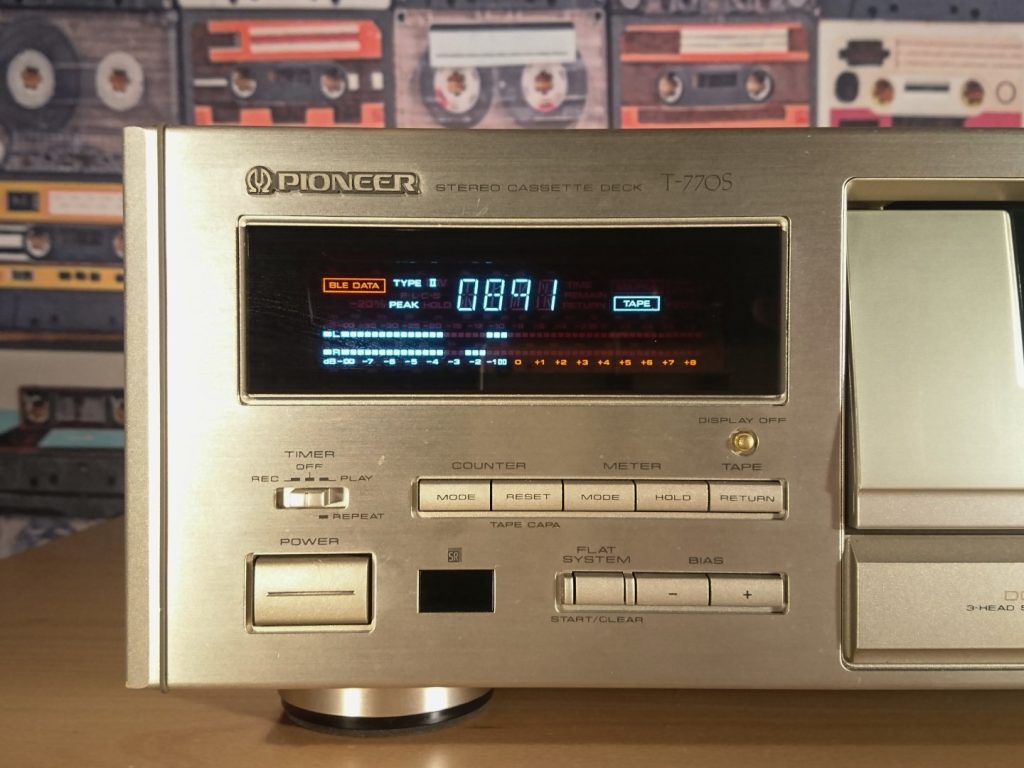 PIONEER STEREO CASSETTE DECK T-770S
BLE DATA TYPE II 0891 TAPE
PEAK HOLD
L
R
dB -∞ -7 -6 -5 -4 -3 -2 -1 0 +1 +2 +3 +4 +5 +6 +7 +8
DISPLAY OFF
TIMER
OFF
REC PLAY
REPEAT
COUNTER METER TAPE
MODE RESET MODE HOLD RETURN
TAPE CAPA
POWER
SR
FLAT SYSTEM BIAS
- +
START/CLEAR
3-HEAD